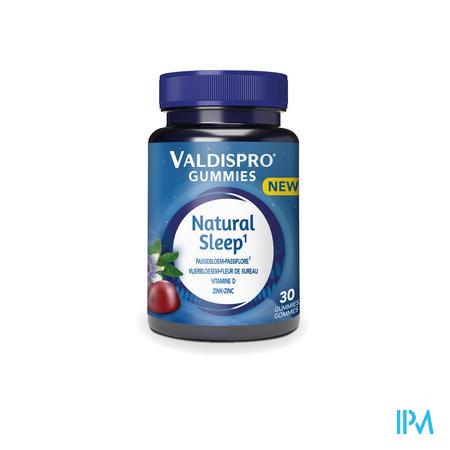 VALDISPRO®
GUMMIES
NEW
Natural
Sleep¹
PASSIEBLOEM-PASSIFLORE¹
VLIERBLOESEM-FLEUR DE SUREAU
VITAMINE D
ZINK-ZINC
30
GUMMIES
GOMMES
IPM